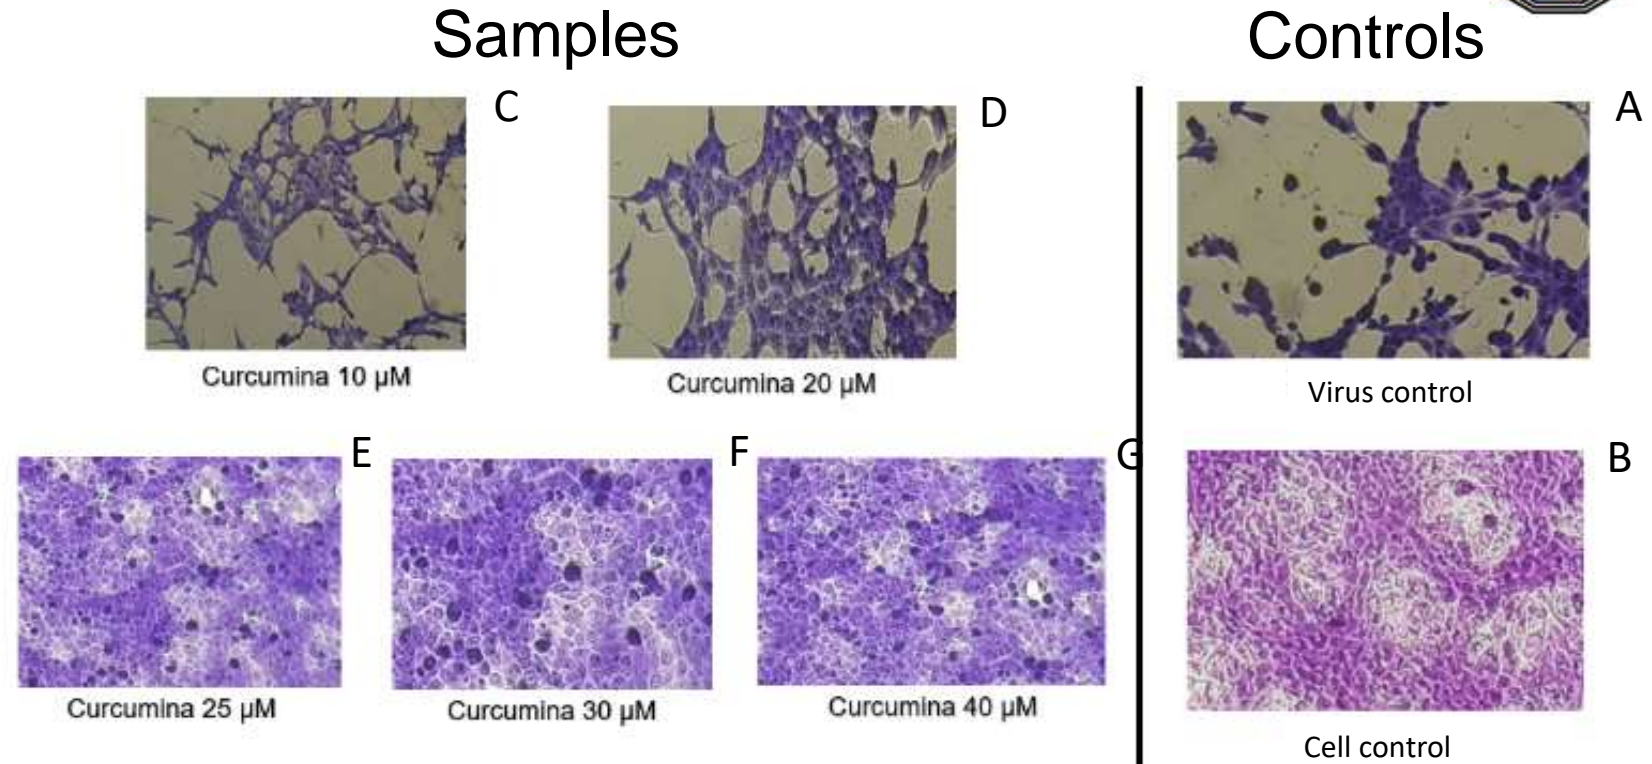 Samples
Controls
C
D
A
Curcumina 10 µM
Curcumina 20 µM
Virus control
E
F
G
B
Curcumina 25 µM
Curcumina 30 µM
Curcumina 40 µM
Cell control